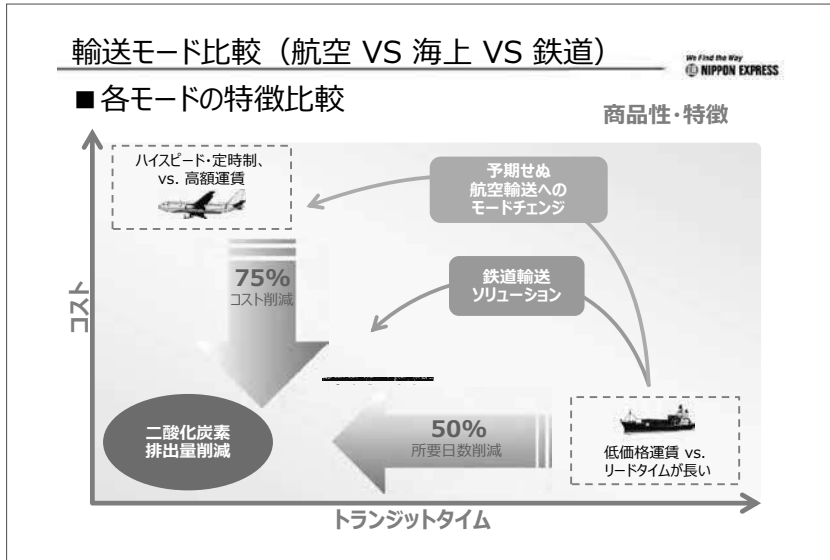 輸送モード比較（航空 VS 海上 VS 鉄道）
We Find the Way
NIPPON EXPRESS
■各モードの特徴比較
商品性・特徴
ハイスピード・定時制、
vs. 高額運賃
予期せぬ
航空輸送への
モードチェンジ
鉄道輸送
ソリューション
75%
コスト削減
コスト
二酸化炭素
排出量削減
50%
所要日数削減
低価格運賃 vs.
リードタイムが長い
トランジットタイム